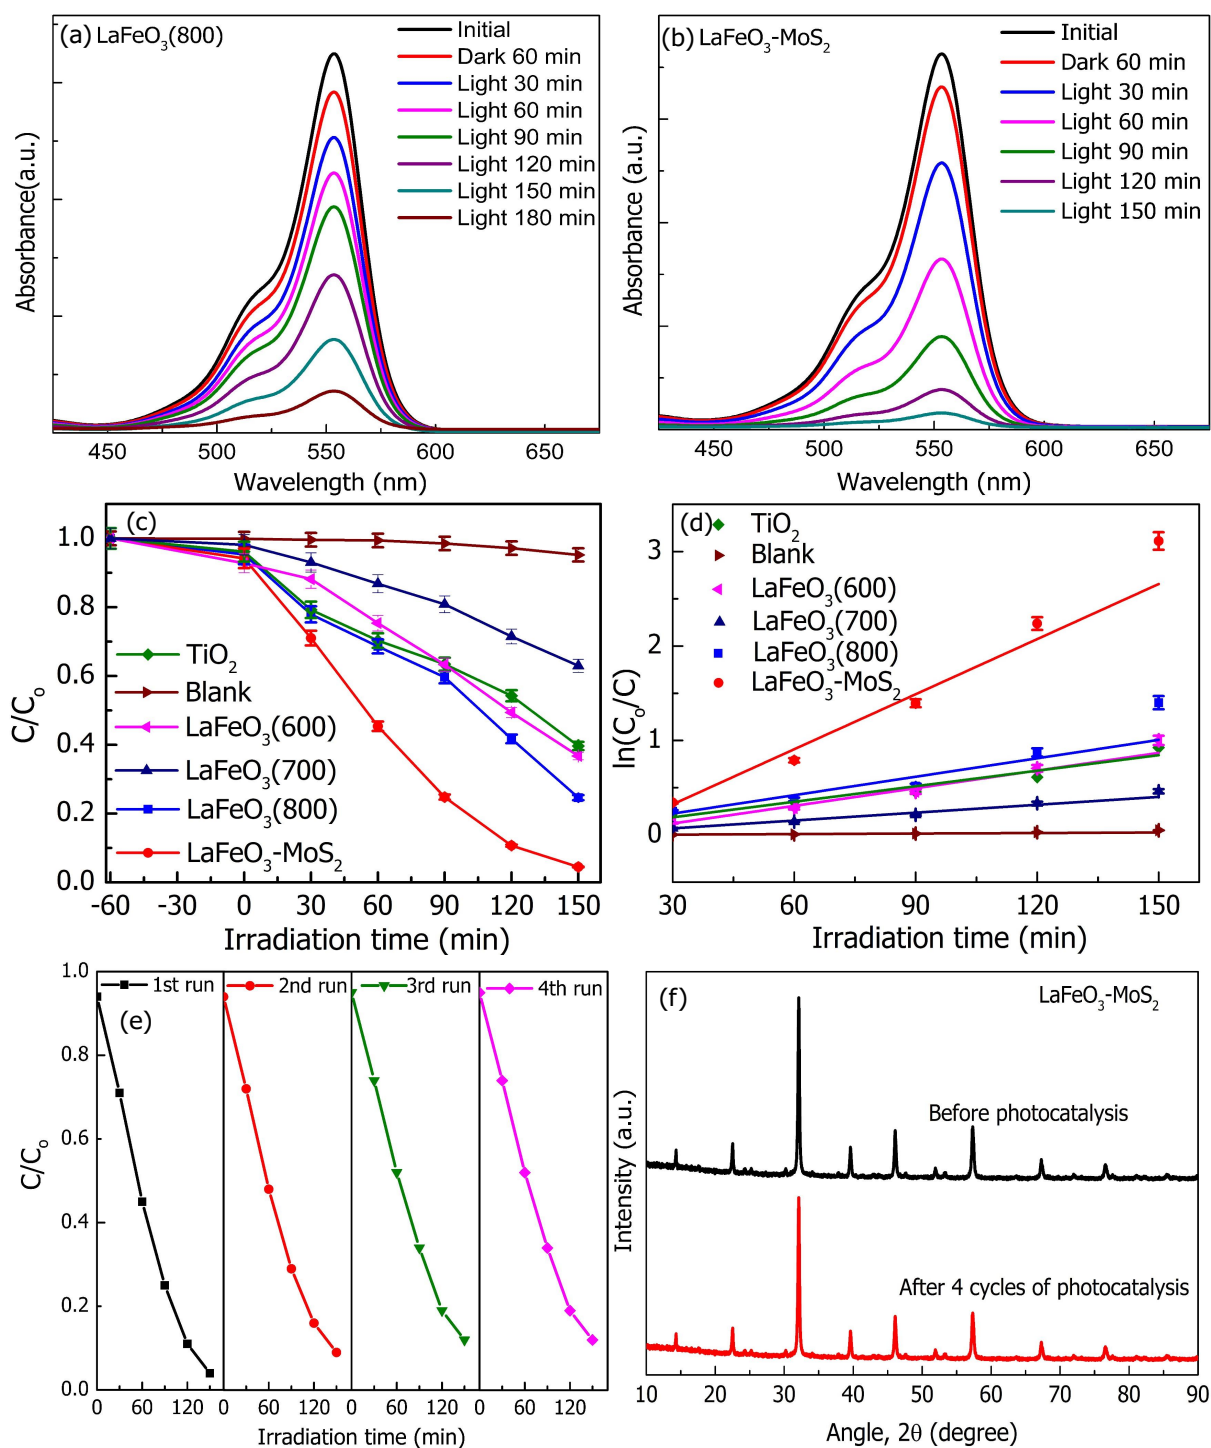 (a) LaFeO3(800)
Initial
Dark 60 min
Light 30 min
Light 60 min
Light 90 min
Light 120 min
Light 150 min
Light 180 min
Absorbance(a.u.)
450 500 550 600 650
Wavelength (nm)
(b) LaFeO3-MoS2
Initial
Dark 60 min
Light 30 min
Light 60 min
Light 90 min
Light 120 min
Light 150 min
Absorbance (a.u.)
450 500 550 600 650
Wavelength (nm)
(c)
1.0
0.8
0.6
0.4
0.2
0.0
C/Co
TiO2
Blank
LaFeO3(600)
LaFeO3(700)
LaFeO3(800)
LaFeO3-MoS2
-60 -30 0 30 60 90 120 150
Irradiation time (min)
(d)
TiO2
Blank
LaFeO3(600)
LaFeO3(700)
LaFeO3(800)
LaFeO3-MoS2
3
2
1
0
ln(Co/C)
30 60 90 120 150
Irradiation time (min)
(e)
1st run 2nd run 3rd run 4th run
1.0
0.8
0.6
0.4
0.2
0.0
C/Co
0 60 120 0 60 120 0 60 120 0 60 120
Irradiation time (min)
(f)
LaFeO3-MoS2
Before photocatalysis
After 4 cycles of photocatalysis
Intensity (a.u.)
10 20 30 40 50 60 70 80 90
Angle, 2θ (degree)